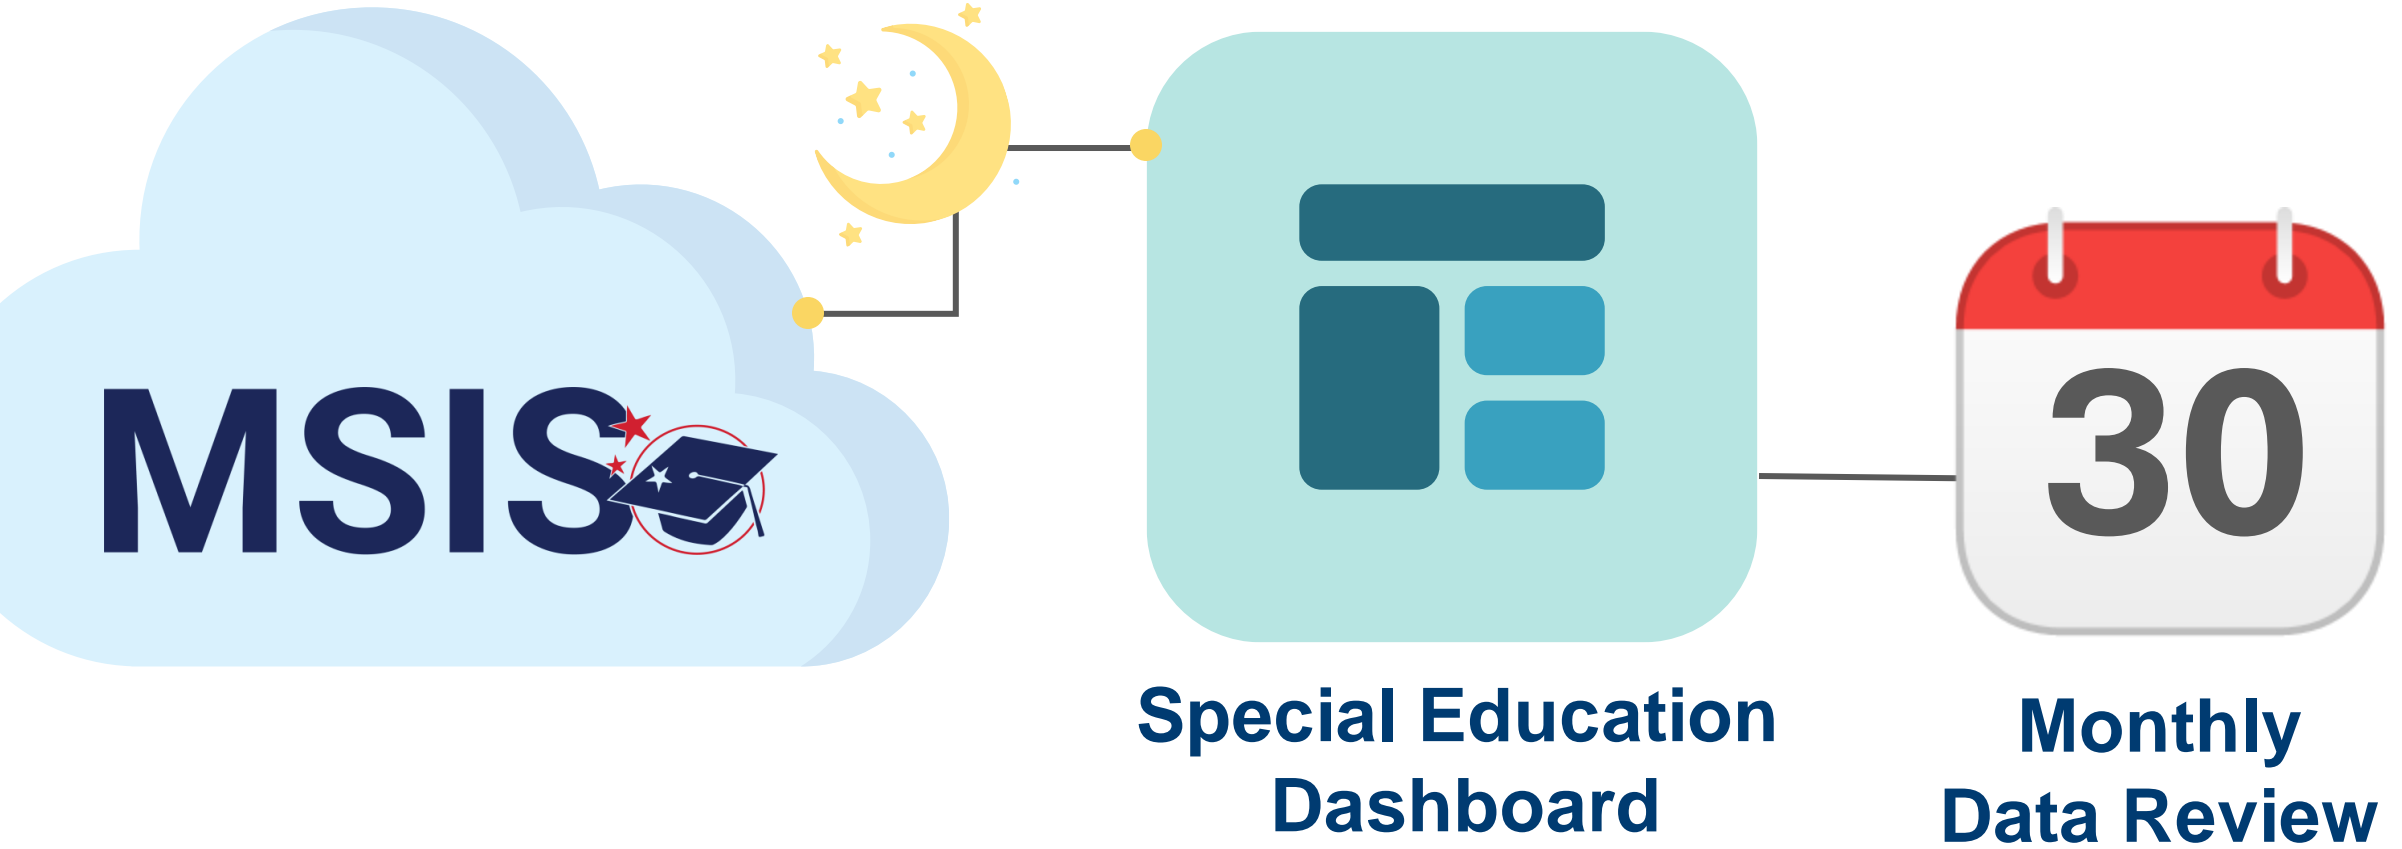 MSIS
30
Special Education
Dashboard
Monthly
Data Review